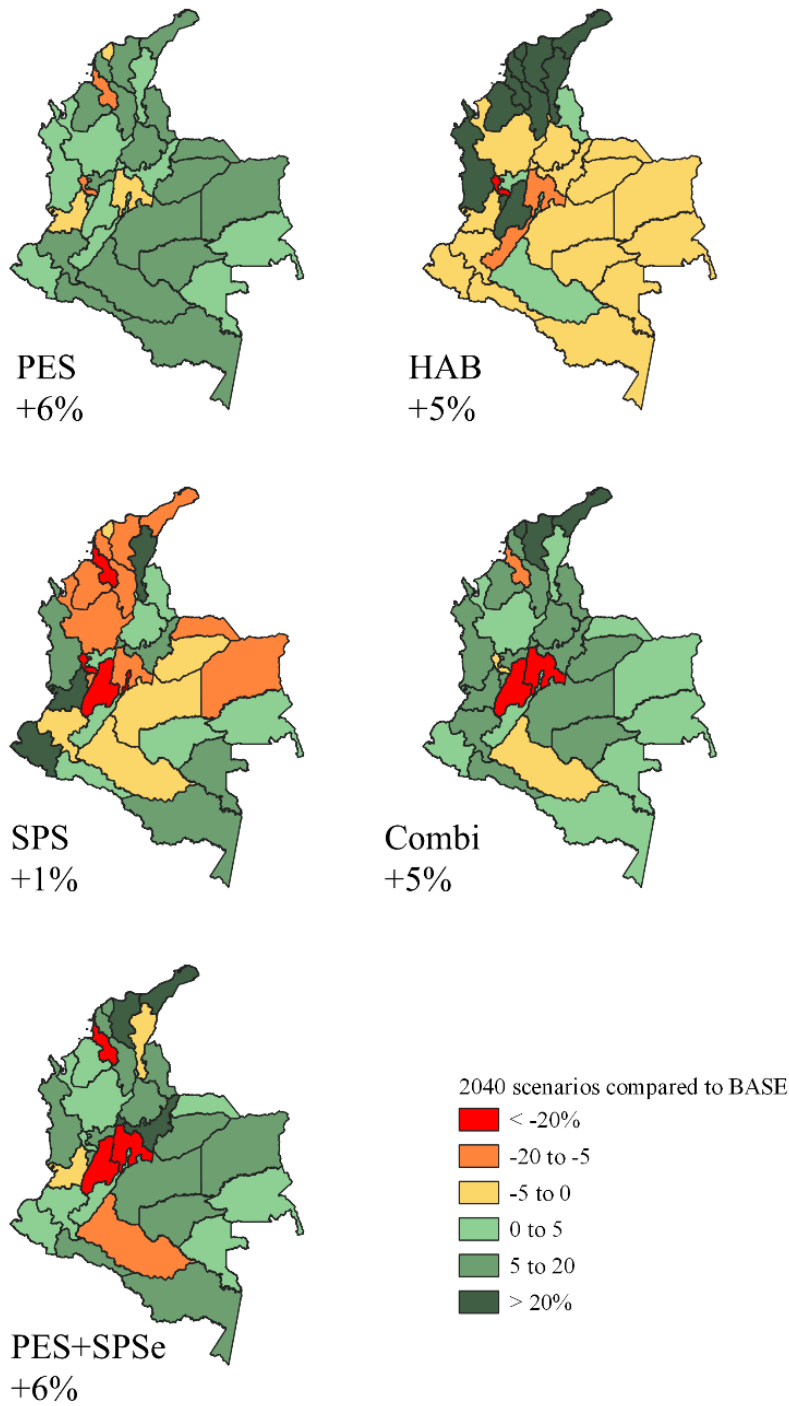 PES
+6%
HAB
+5%
SPS
+1%
Combi
+5%
PES+SPSe
+6%
2040 scenarios compared to BASE
< -20%
-20 to -5
-5 to 0
0 to 5
5 to 20
> 20%